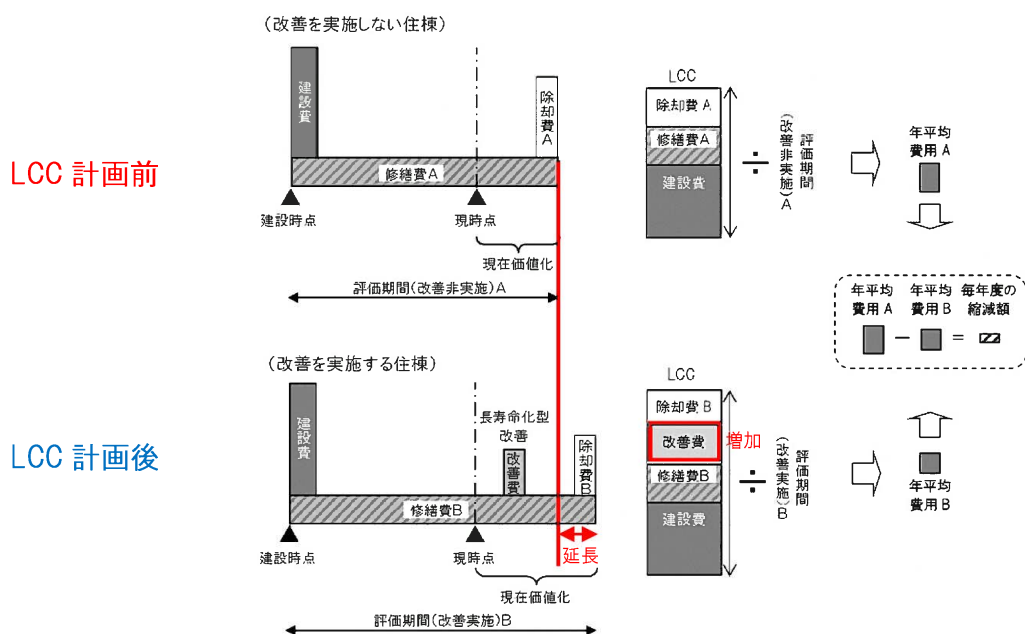 (改善を実施しない住棟)
LCC 計画前
建設費
除却費A
修繕費A
建設時点
現時点
現在価値化
評価期間(改善非実施)A
LCC
除却費A
修繕費A
建設費
÷
評価期間
(改善非実施)A
年平均
費用A
年平均
費用A
年平均
費用B
毎年度の
縮減額
− =
(改善を実施する住棟)
LCC 計画後
建設費
長寿命化型
改善
改善費
除却費B
修繕費B
建設時点
現時点
延長
現在価値化
評価期間(改善実施)B
LCC
除却費B
改善費
増加
修繕費B
建設費
÷
評価期間
(改善実施)B
年平均
費用B